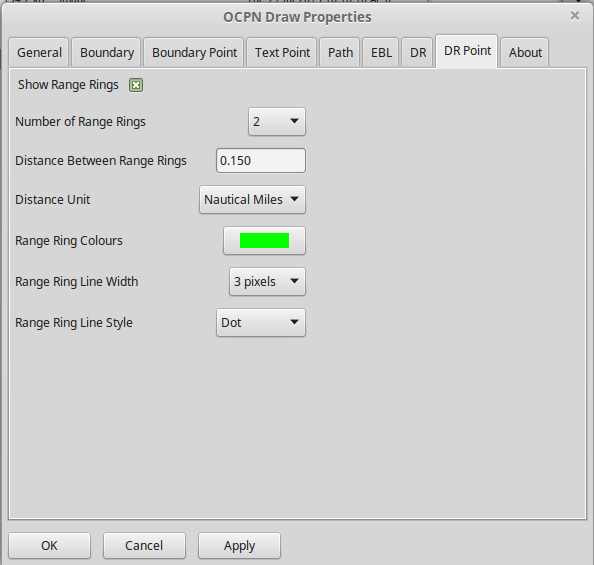 OCPN Draw Properties
General Boundary Boundary Point Text Point Path EBL DR DR Point About
Show Range Rings
Number of Range Rings 2
Distance Between Range Rings 0.150
Distance Unit Nautical Miles
Range Ring Colours
Range Ring Line Width 3 pixels
Range Ring Line Style Dot
OK Cancel Apply